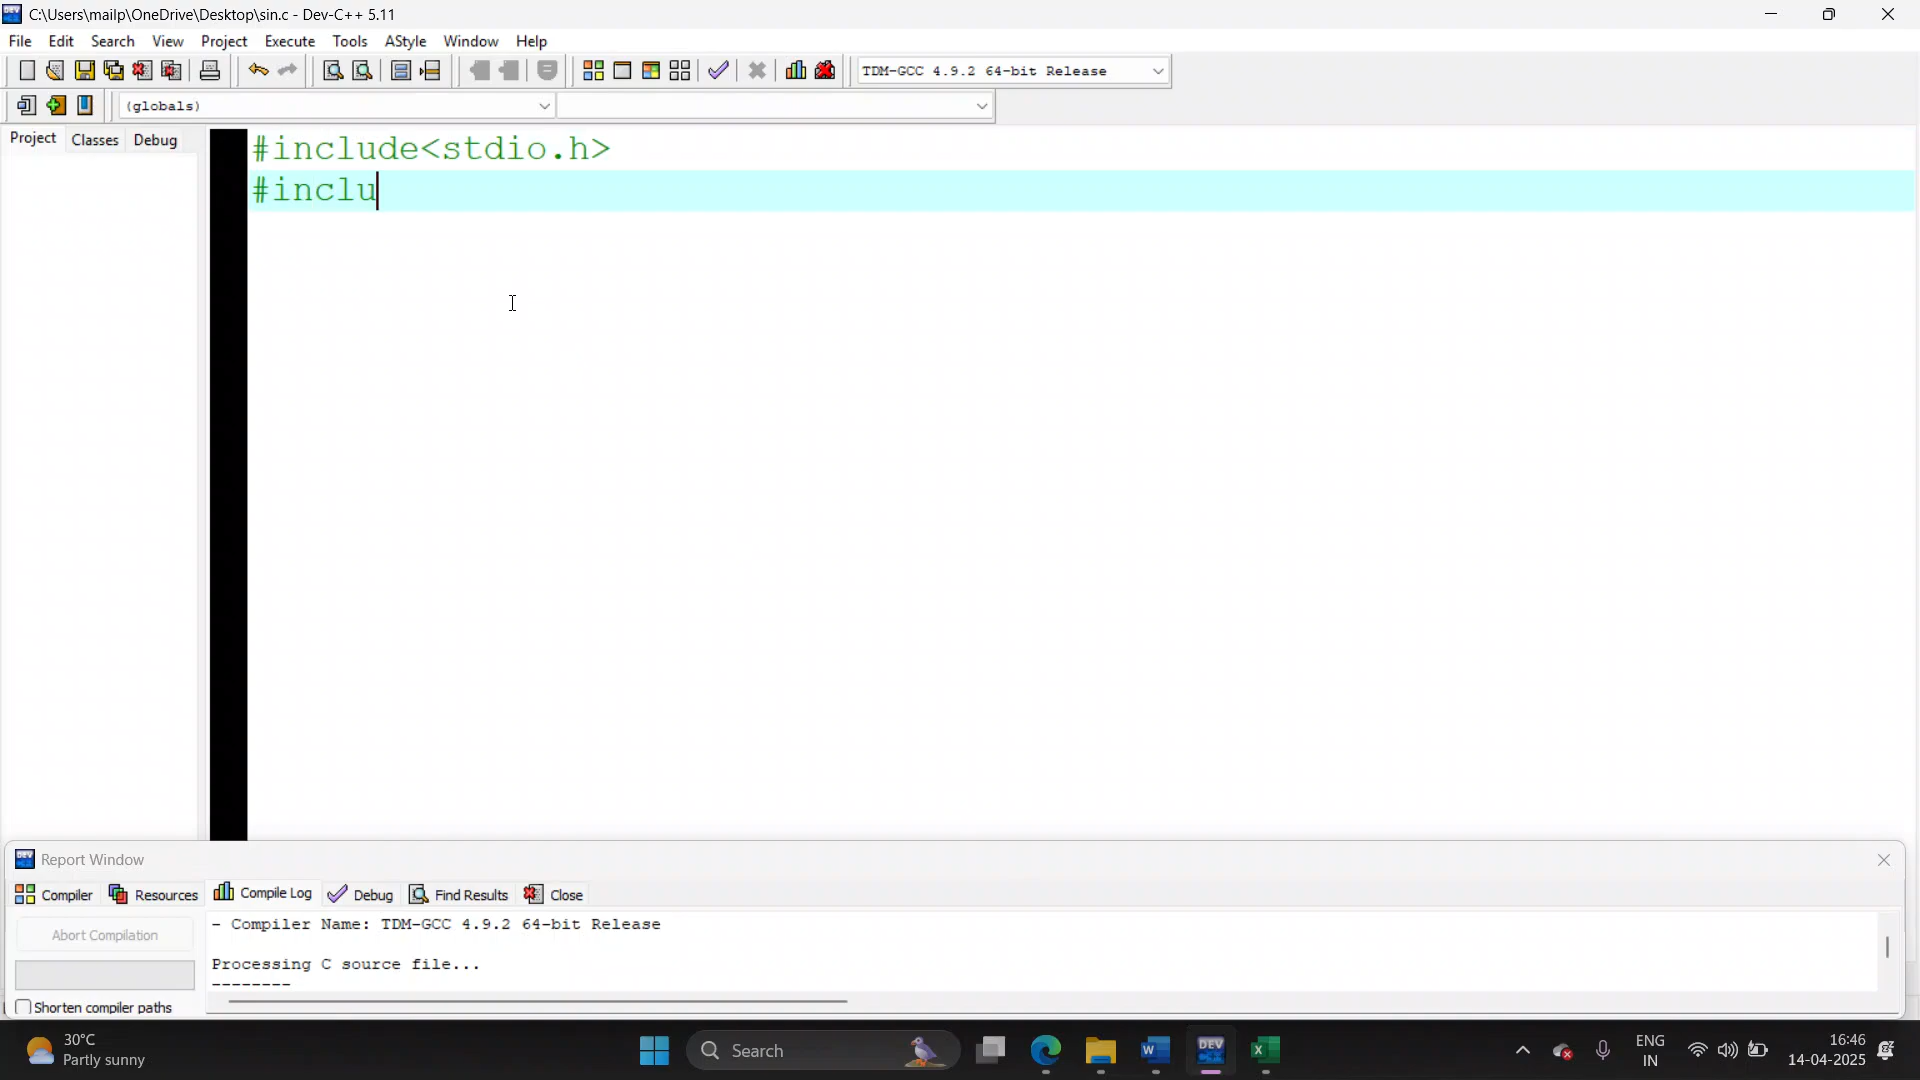 C:\Users\mailp\OneDrive\Desktop\sin.c - Dev-C++ 5.11
File Edit Search View Project Execute Tools AStyle Window Help
TDM-GCC 4.9.2 64-bit Release
(globals)
Project Classes Debug
#include<stdio.h>
#inclu
Report Window
Compiler Resources Compile Log Debug Find Results Close
Abort Compilation
Shorten compiler paths
- Compiler Name: TDM-GCC 4.9.2 64-bit Release
Processing C source file...
--------
30°C
Partly sunny
Search
DEV
ENG
IN
16:46
14-04-2025